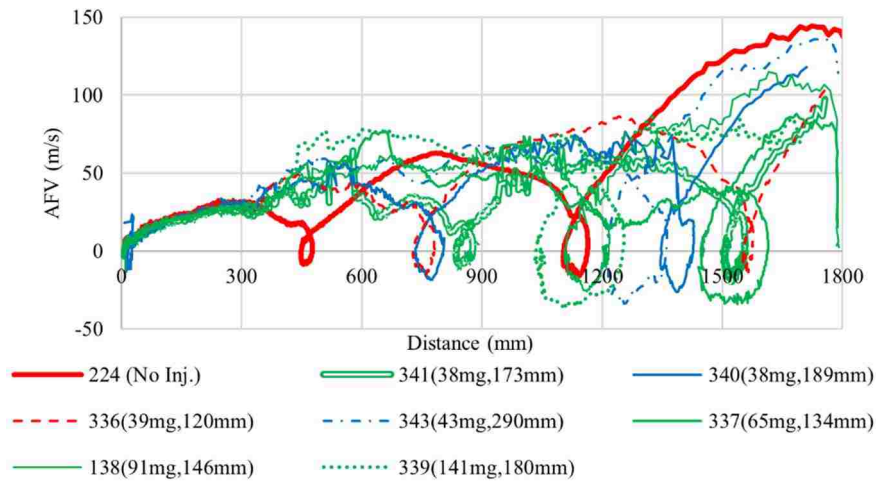 150
100
50
0
-50
AFV (m/s)
0 300 600 900 1200 1500 1800
Distance (mm)
224 (No Inj.) 341(38mg,173mm) 340(38mg,189mm)
336(39mg,120mm) 343(43mg,290mm) 337(65mg,134mm)
138(91mg,146mm) 339(141mg,180mm)